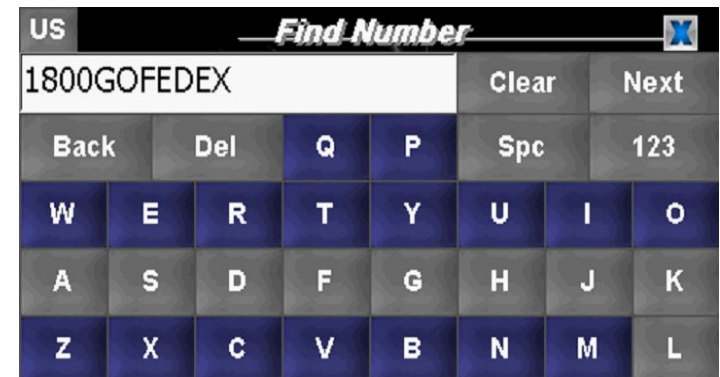 US Find Number X
1800GOFEDEX Clear Next
Back Del Q P Spc 123
W E R T Y U I O
A S D F G H J K
Z X C V B N M L